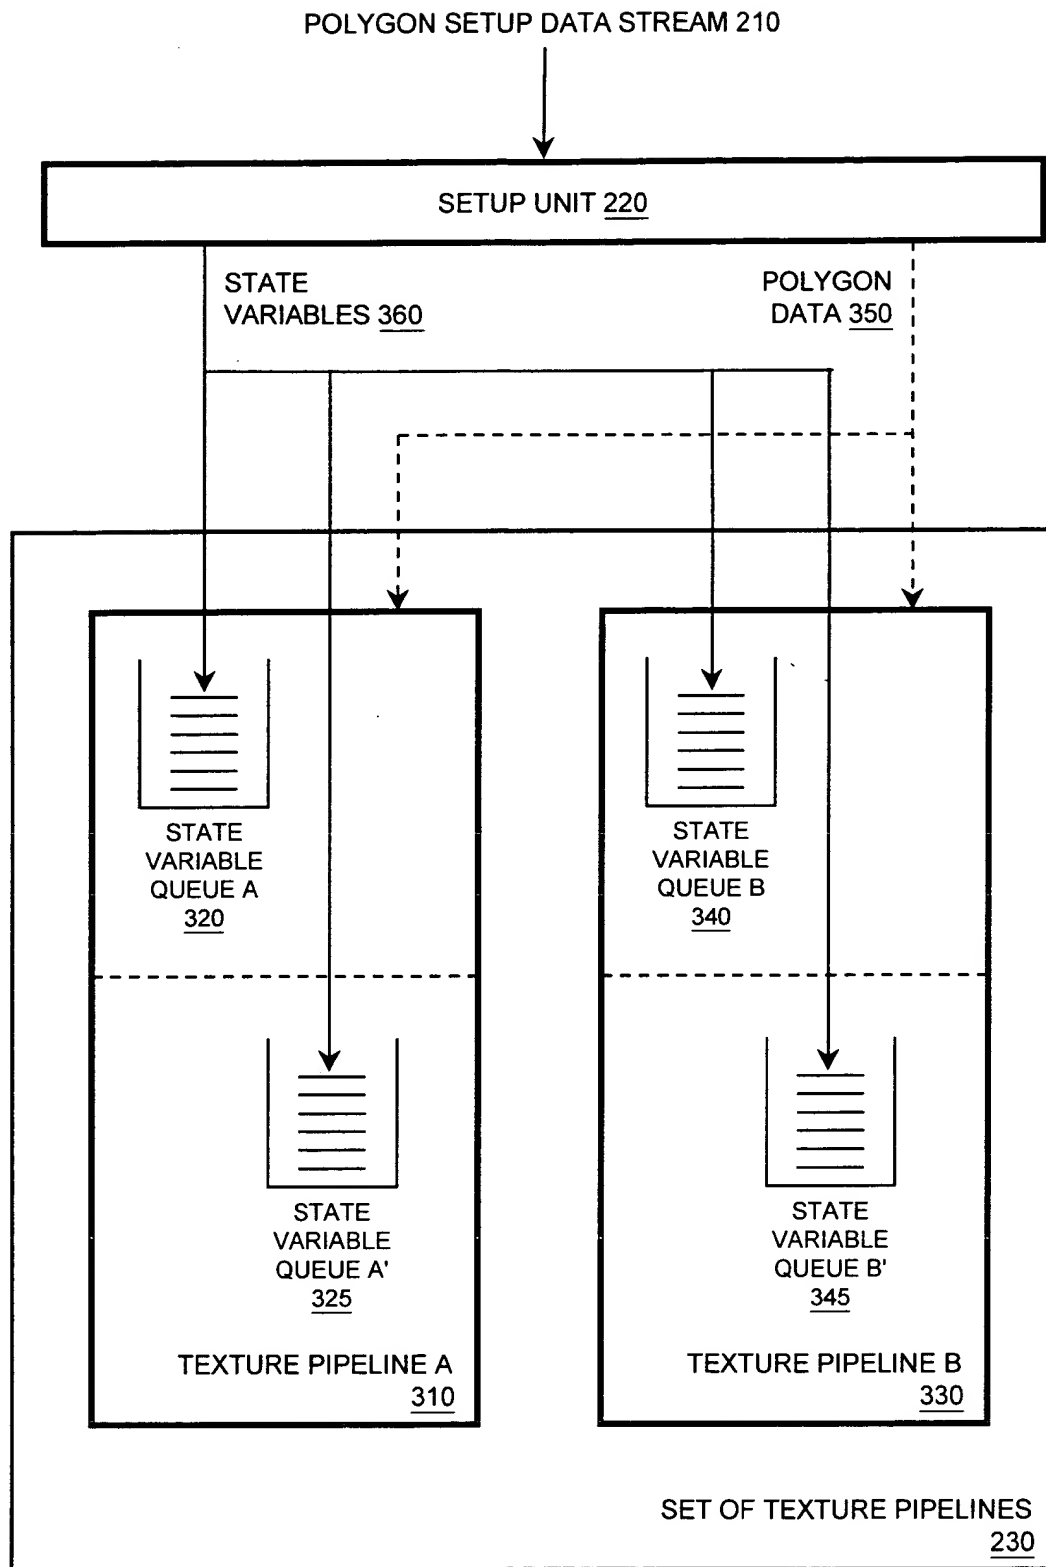 POLYGON SETUP DATA STREAM 210
SETUP UNIT 220
STATE
VARIABLES 360
POLYGON
DATA 350
STATE
VARIABLE
QUEUE A
320
STATE
VARIABLE
QUEUE B
340
STATE
VARIABLE
QUEUE A'
325
STATE
VARIABLE
QUEUE B'
345
TEXTURE PIPELINE A
310
TEXTURE PIPELINE B
330
SET OF TEXTURE PIPELINES
230